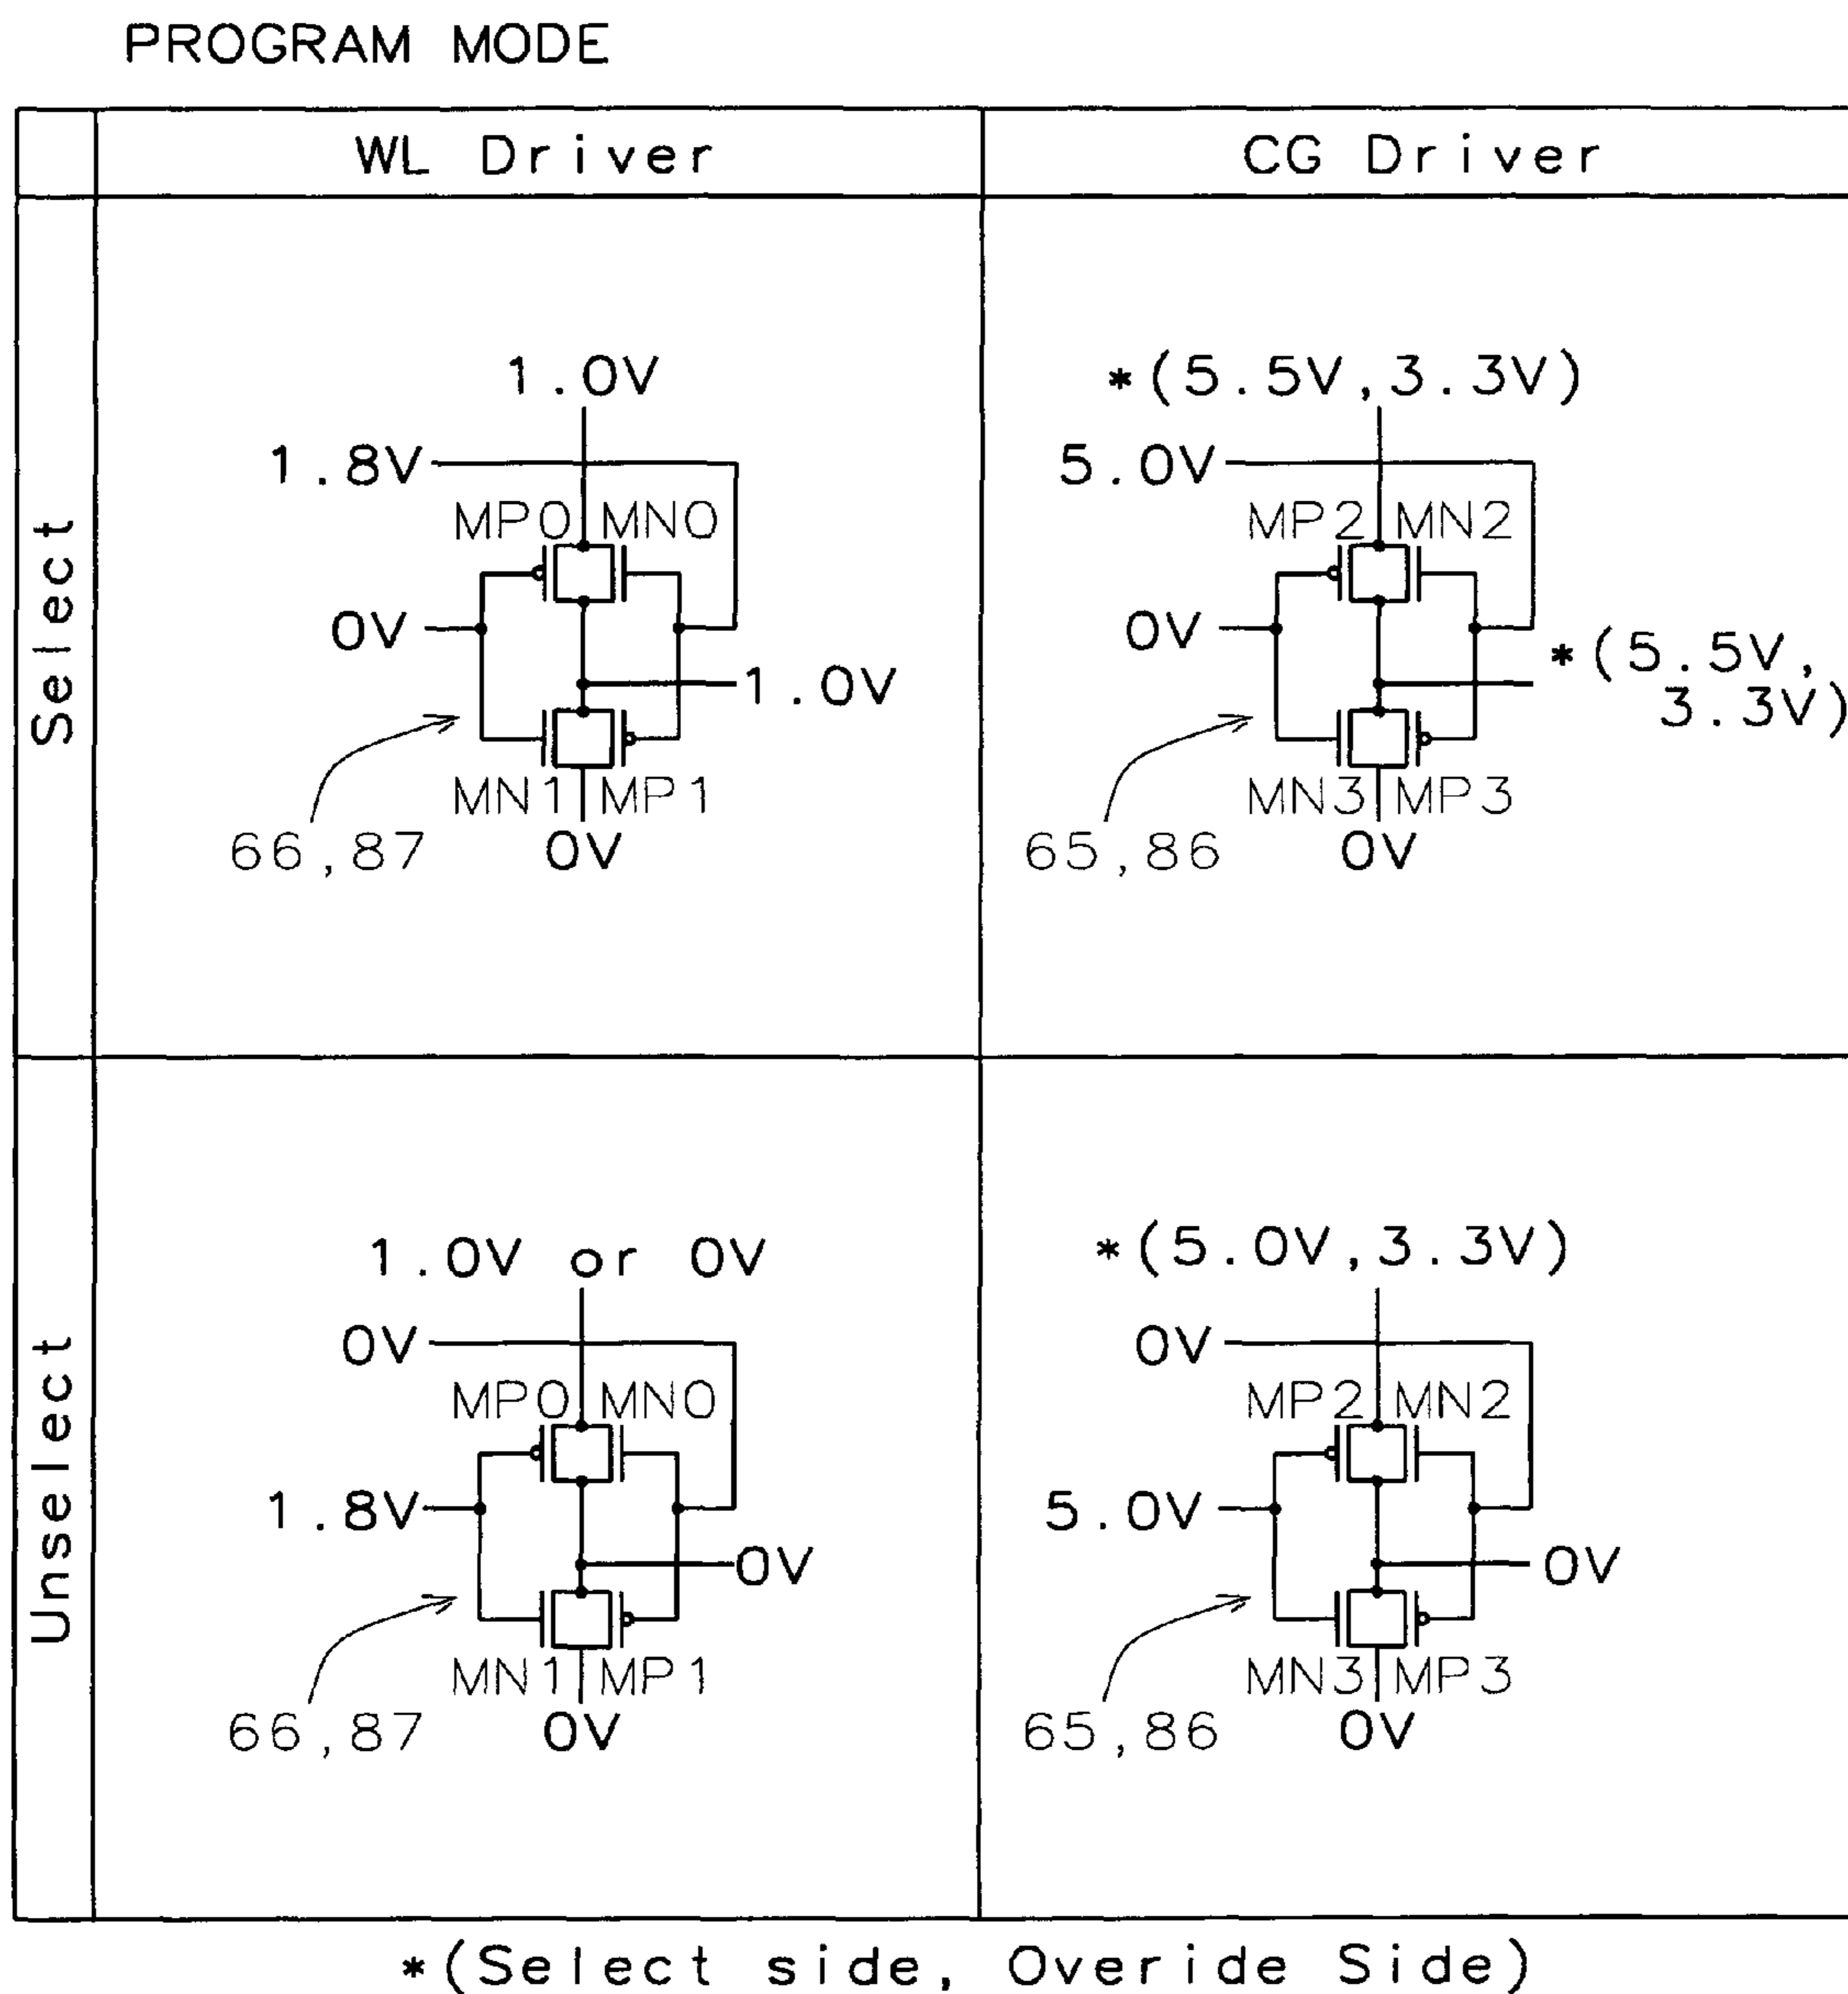 PROGRAM MODE
WL Driver
CG Driver
Select
1.0V
1.8V
MP0 MN0
0V
1.0V
MN1 MP1
66,87
0V
*(5.5V,3.3V)
5.0V
MP2 MN2
0V
*(5.5V,
3.3V)
MN3 MP3
65,86
0V
Unselect
1.0V or 0V
0V
MP0 MN0
1.8V
0V
MN1 MP1
66,87
0V
*(5.0V,3.3V)
0V
MP2 MN2
5.0V
0V
MN3 MP3
65,86
0V
*(Select side, Overide Side)